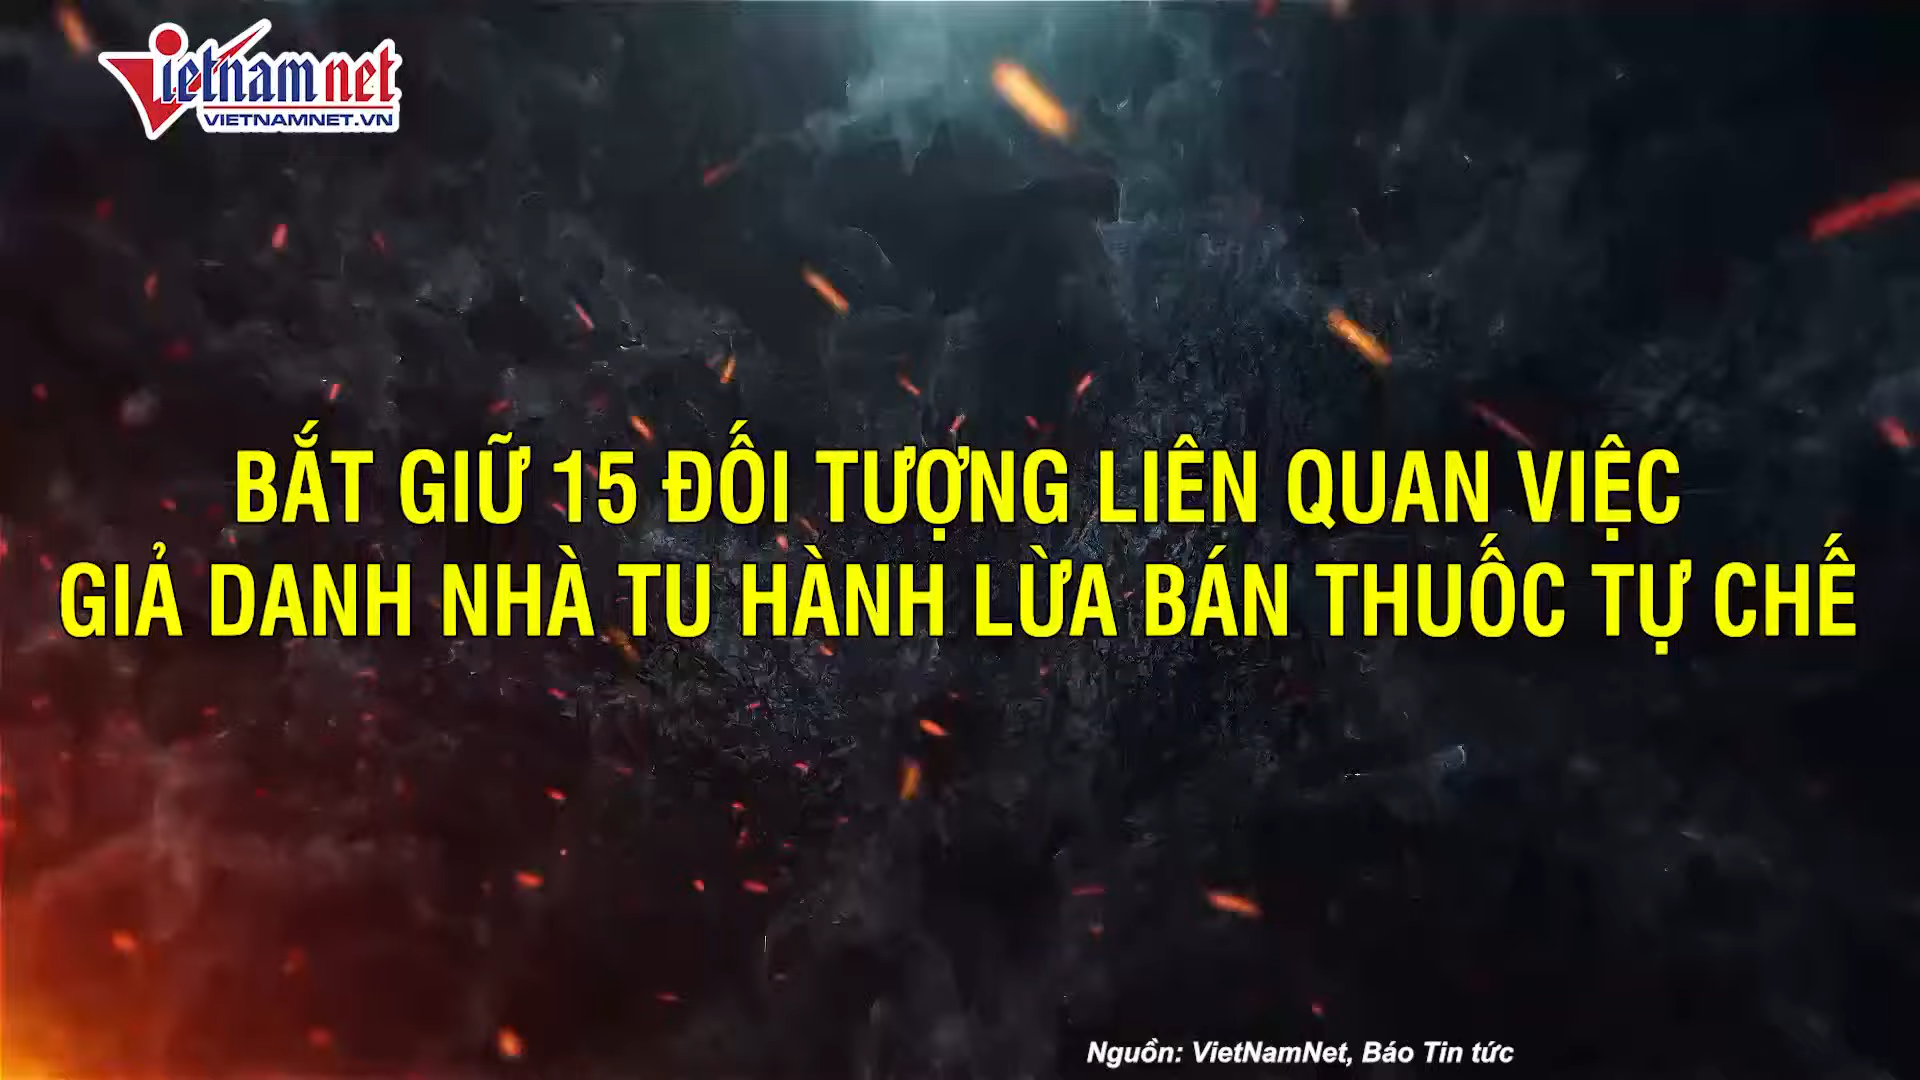 vietnamnet
VIETNAMNET.VN
BẮT GIỮ 15 ĐỐI TƯỢNG LIÊN QUAN VIỆC
GIẢ DANH NHÀ TU HÀNH LỪA BÁN THUỐC TỰ CHẾ
Nguồn: VietNamNet, Báo Tin tức